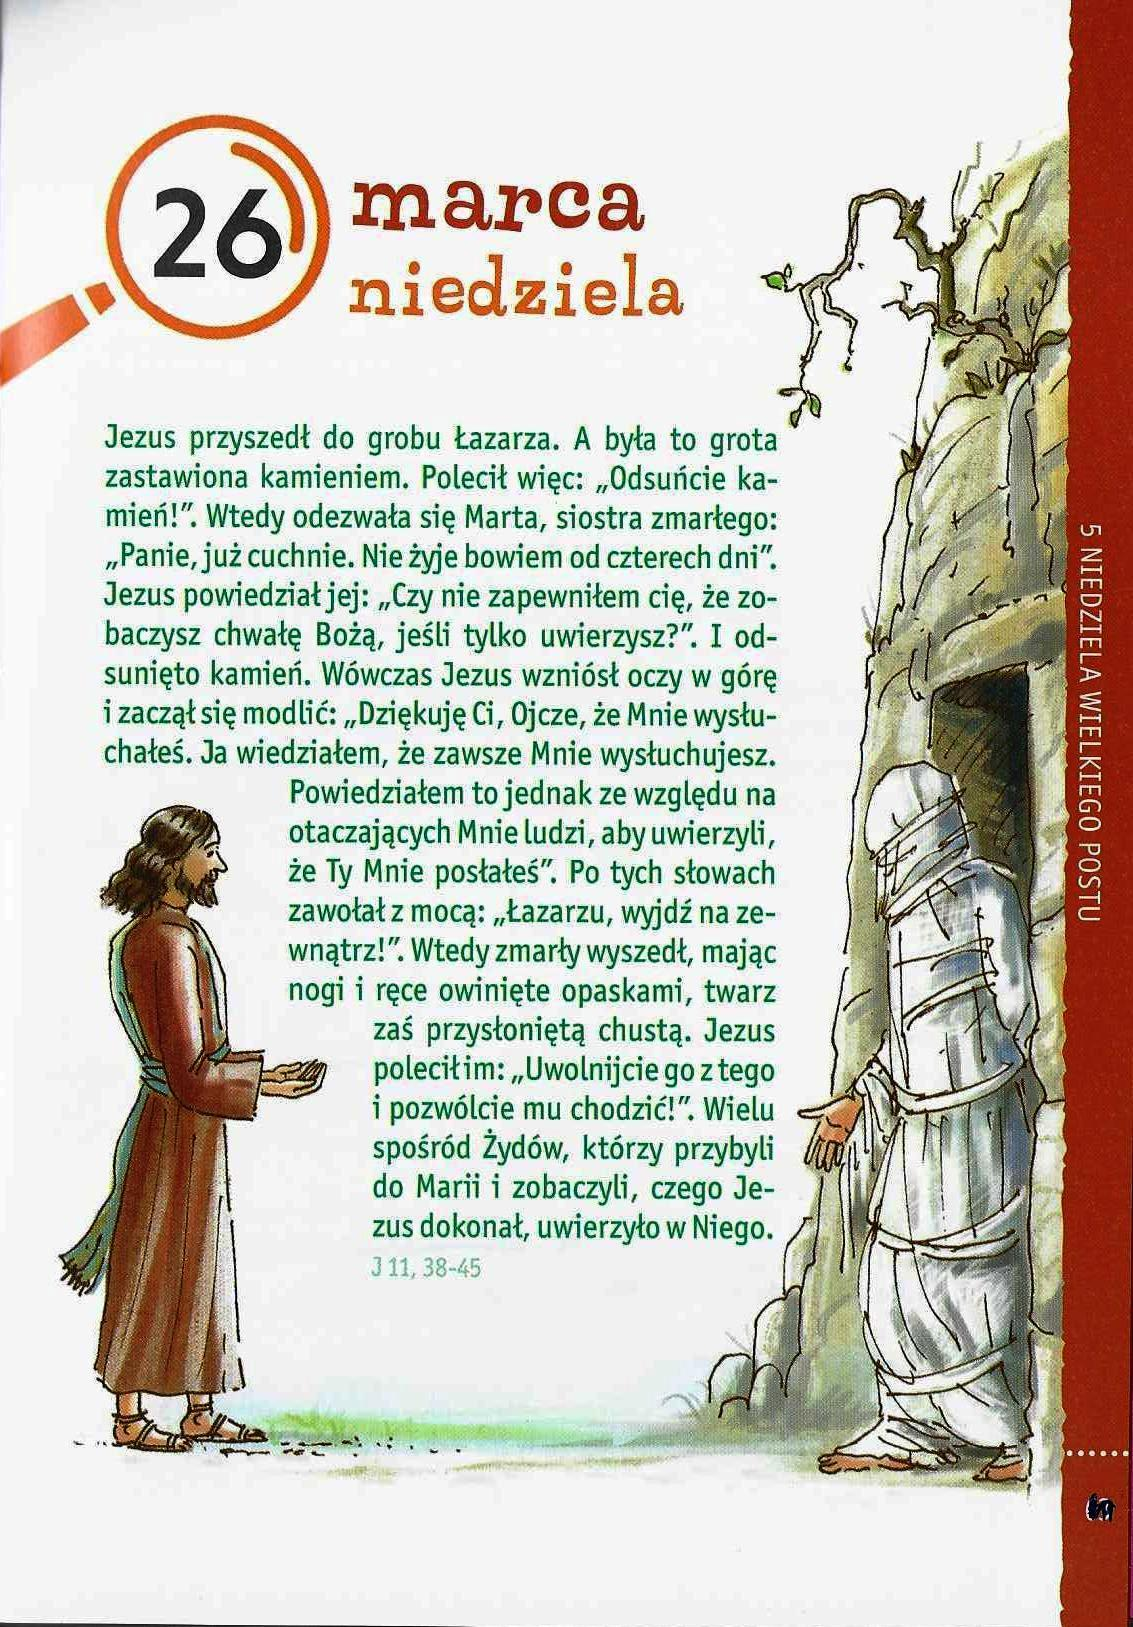 26
marca
niedziela
Jezus przyszedł do grobu Łazarza. A była to grota
zastawiona kamieniem. Polecił więc: „Odsuńcie ka-
mień!”. Wtedy odezwała się Marta, siostra zmarłego:
„Panie, już cuchnie. Nie żyje bowiem od czterech dni”.
Jezus powiedział jej: „Czy nie zapewniłem cię, że zo-
baczysz chwałę Bożą, jeśli tylko uwierzysz?”. I od-
sunięto kamień. Wówczas Jezus wzniósł oczy w górę
i zaczął się modlić: „Dziękuję Ci, Ojcze, że Mnie wysłu-
chałeś. Ja wiedziałem, że zawsze Mnie wysłuchujesz.
Powiedziałem to jednak ze względu na
otaczających Mnie ludzi, aby uwierzyli,
że Ty Mnie posłałeś”. Po tych słowach
zawołał z mocą: „Łazarzu, wyjdź na ze-
wnątrz!”. Wtedy zmarły wyszedł, mając
nogi i ręce owinięte opaskami, twarz
zaś przysłoniętą chustą. Jezus
polecił im: „Uwolnijcie go z tego
i pozwólcie mu chodzić!”. Wielu
spośród Żydów, którzy przybyli
do Marii i zobaczyli, czego Je-
zus dokonał, uwierzyło w Niego.
J 11, 38-45
5 NIEDZIELA WIELKIEGO POSTU